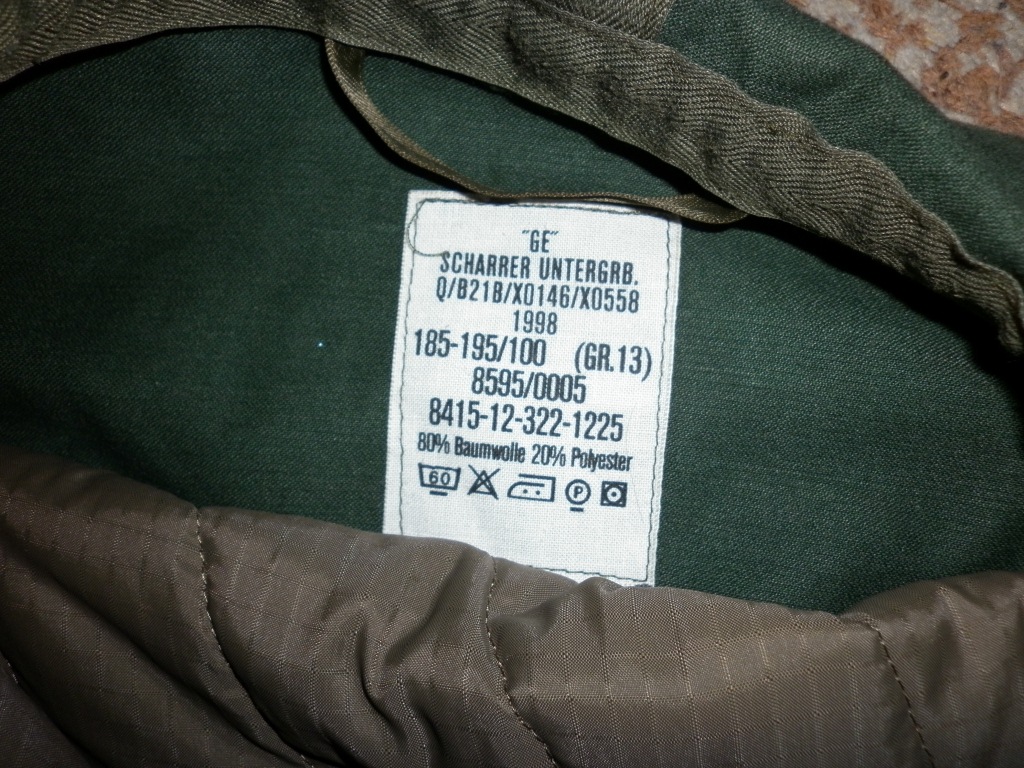 "GE"
SCHARRER UNTERGRB.
Q/B21B/X0146/X0558
1998
185-195/100 (GR.13)
8595/0005
8415-12-322-1225
80% Baumwolle 20% Polyester
60 P